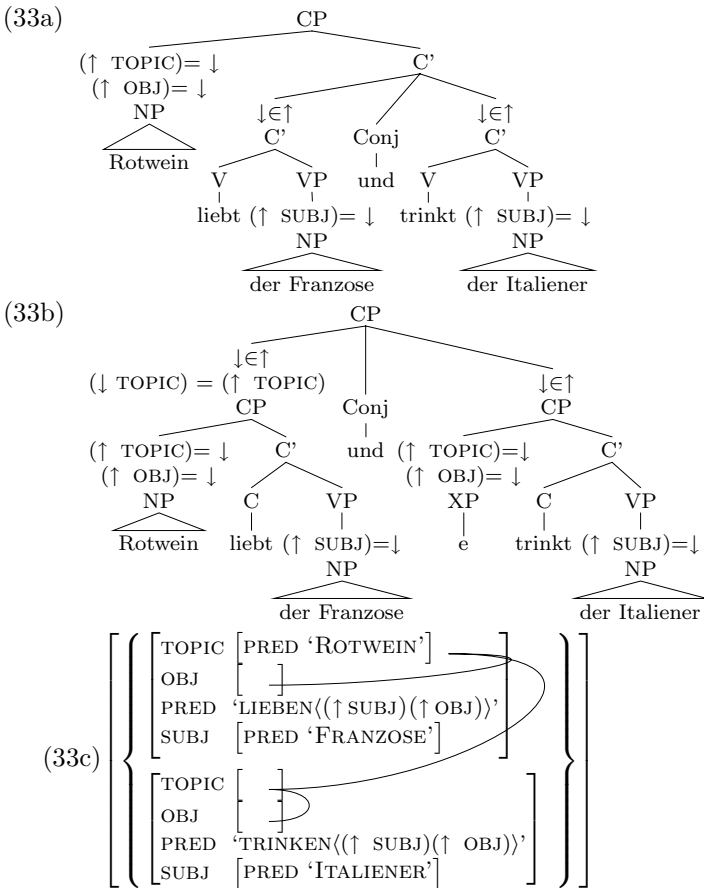 (33a) CP
(↑ TOPIC)= ↓ C’
(↑ OBJ)= ↓
NP ↓∈↑ ↓∈↑
Rotwein C’ Conj C’
V VP und V VP
liebt (↑ SUBJ)= ↓ trinkt (↑ SUBJ)= ↓
NP NP
der Franzose der Italiener
(33b) CP
↓∈↑ ↓∈↑
(↓ TOPIC) = (↑ TOPIC)
CP Conj CP
(↑ TOPIC)= ↓ C’ und (↑ TOPIC)=↓ C’
(↑ OBJ)= ↓ (↑ OBJ)= ↓
NP C VP XP C VP
Rotwein liebt (↑ SUBJ)=↓ e trinkt (↑ SUBJ)=↓
NP NP
der Franzose der Italiener
TOPIC [PRED ‘ROTWEIN’]
OBJ [ ]
PRED ‘LIEBEN⟨(↑ SUBJ)(↑ OBJ)⟩’
SUBJ [PRED ‘FRANZOSE’]
(33c)
TOPIC [ ]
OBJ [ ]
PRED ‘TRINKEN⟨(↑ SUBJ)(↑ OBJ)⟩’
SUBJ [PRED ‘ITALIENER’]